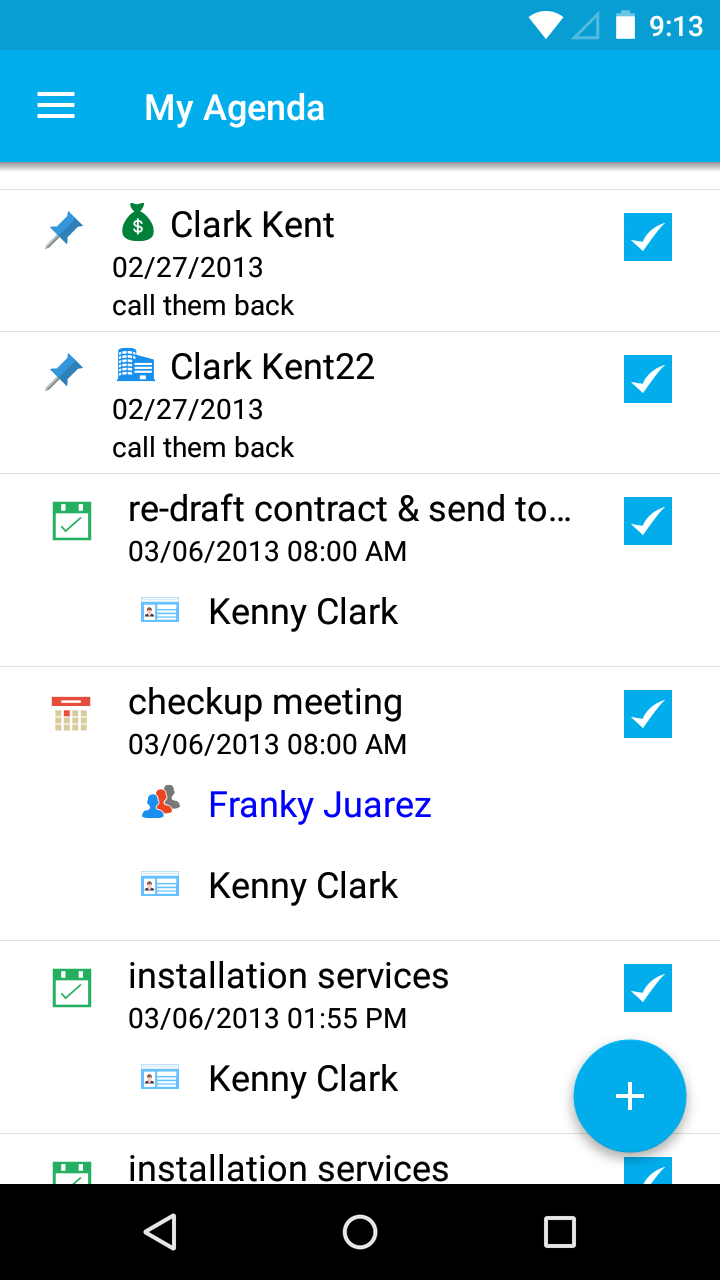 9:13
My Agenda
Clark Kent
02/27/2013
call them back
Clark Kent22
02/27/2013
call them back
re-draft contract & send to…
03/06/2013 08:00 AM
Kenny Clark
checkup meeting
03/06/2013 08:00 AM
Franky Juarez
Kenny Clark
installation services
03/06/2013 01:55 PM
Kenny Clark
installation services